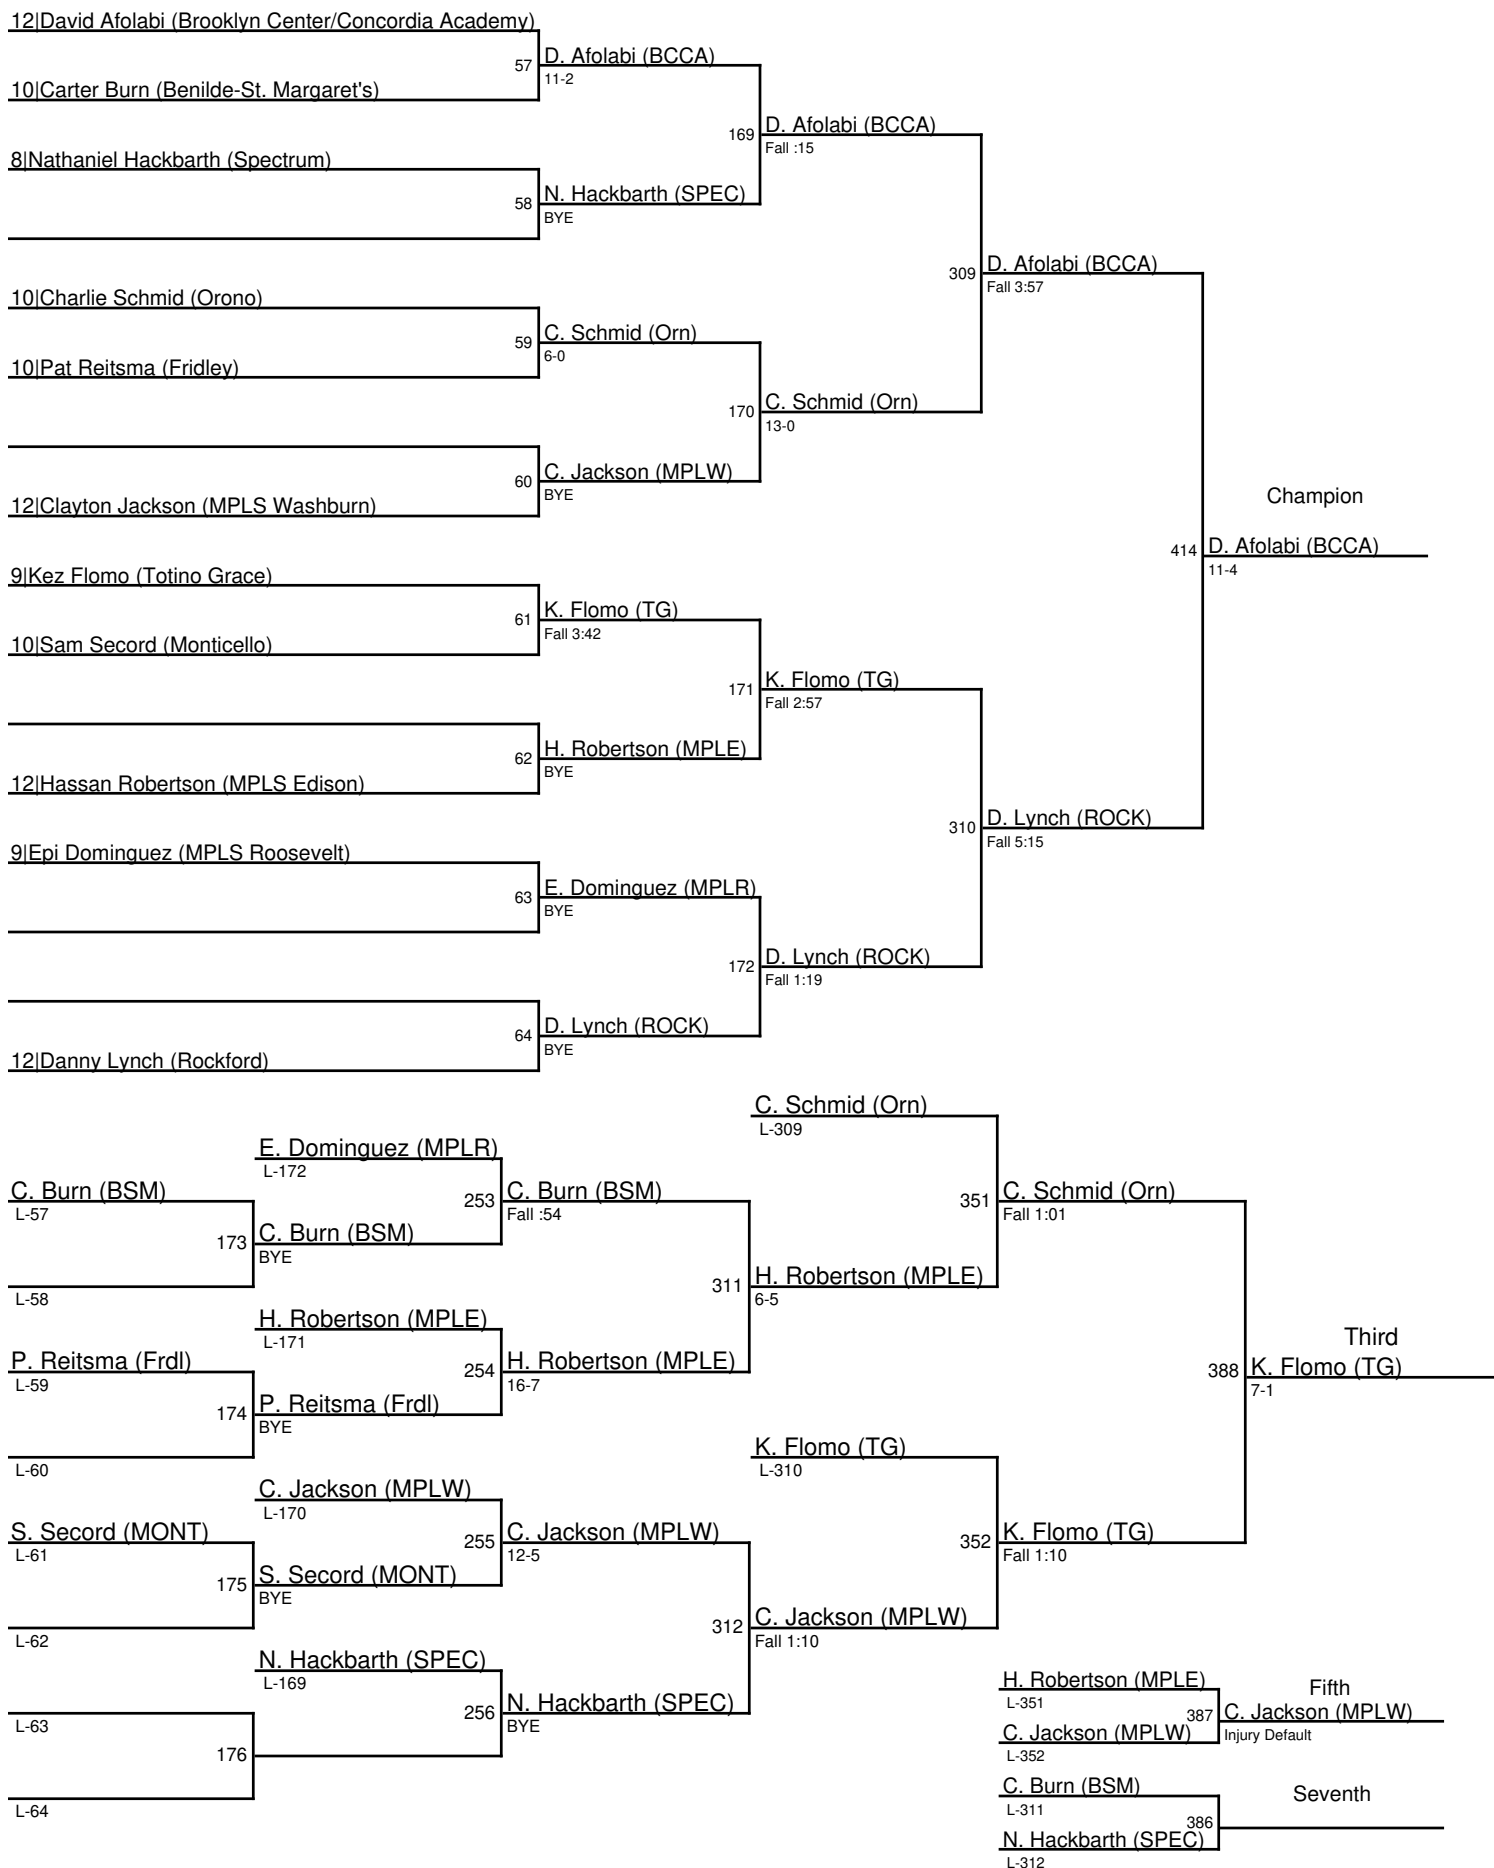 12|David Afolabi (Brooklyn Center/Concordia Academy)
57
D. Afolabi (BCCA)
11-2
10|Carter Burn (Benilde-St. Margaret's)
169
D. Afolabi (BCCA)
Fall :15
8|Nathaniel Hackbarth (Spectrum)
58
N. Hackbarth (SPEC)
BYE
309
D. Afolabi (BCCA)
Fall 3:57
10|Charlie Schmid (Orono)
59
C. Schmid (Orn)
6-0
10|Pat Reitsma (Fridley)
170
C. Schmid (Orn)
13-0
60
C. Jackson (MPLW)
BYE
12|Clayton Jackson (MPLS Washburn)
Champion
414
D. Afolabi (BCCA)
11-4
9|Kez Flomo (Totino Grace)
61
K. Flomo (TG)
Fall 3:42
10|Sam Secord (Monticello)
171
K. Flomo (TG)
Fall 2:57
62
H. Robertson (MPLE)
BYE
12|Hassan Robertson (MPLS Edison)
310
D. Lynch (ROCK)
Fall 5:15
9|Epi Dominguez (MPLS Roosevelt)
63
E. Dominguez (MPLR)
BYE
172
D. Lynch (ROCK)
Fall 1:19
64
D. Lynch (ROCK)
BYE
12|Danny Lynch (Rockford)
C. Schmid (Orn)
L-309
E. Dominguez (MPLR)
L-172
C. Burn (BSM)
L-57
253
C. Burn (BSM)
Fall :54
351
C. Schmid (Orn)
Fall 1:01
173
C. Burn (BSM)
BYE
L-58
311
H. Robertson (MPLE)
6-5
H. Robertson (MPLE)
L-171
P. Reitsma (Frdl)
L-59
254
H. Robertson (MPLE)
16-7
Third
388
K. Flomo (TG)
7-1
174
P. Reitsma (Frdl)
BYE
L-60
K. Flomo (TG)
L-310
C. Jackson (MPLW)
L-170
S. Secord (MONT)
L-61
255
C. Jackson (MPLW)
12-5
352
K. Flomo (TG)
Fall 1:10
175
S. Secord (MONT)
BYE
L-62
312
C. Jackson (MPLW)
Fall 1:10
N. Hackbarth (SPEC)
L-169
L-63
256
N. Hackbarth (SPEC)
BYE
176
L-64
H. Robertson (MPLE)
L-351
Fifth
387
C. Jackson (MPLW)
Injury Default
C. Jackson (MPLW)
L-352
C. Burn (BSM)
L-311
Seventh
386
N. Hackbarth (SPEC)
L-312